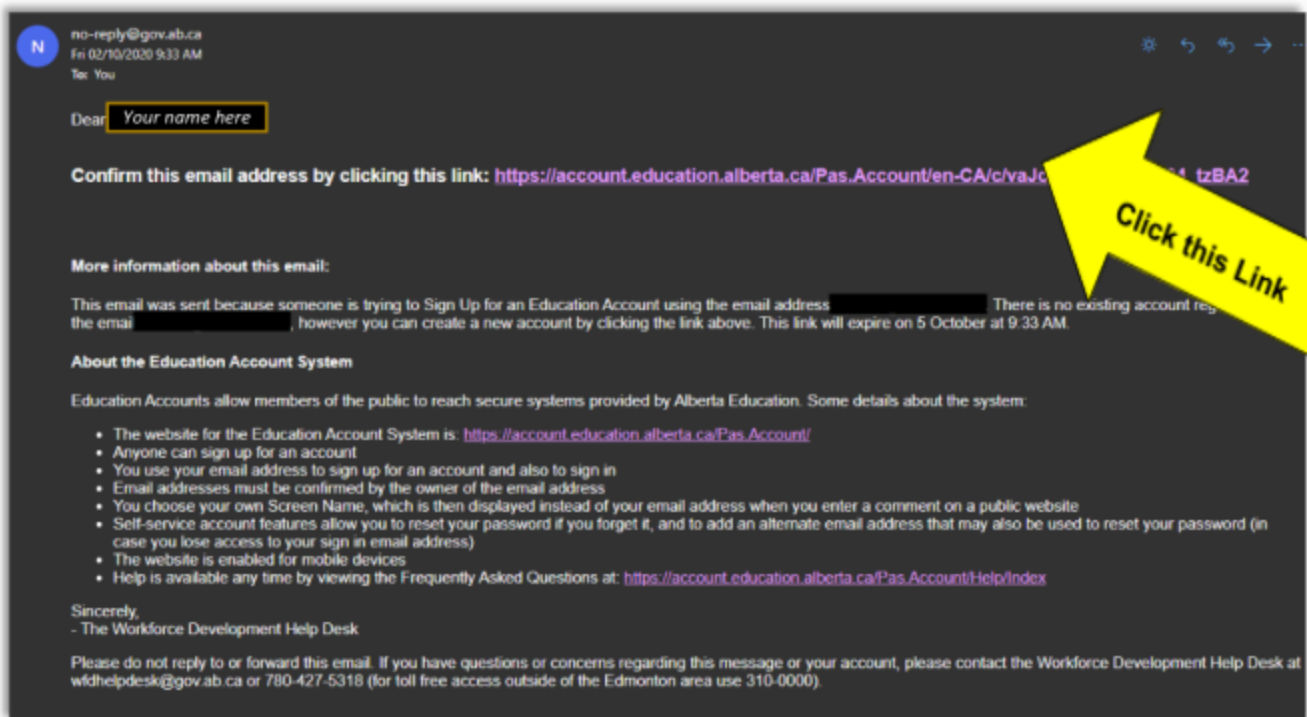 N
no-reply@gov.ab.ca
Fri 02/10/2020 9:33 AM
To: You
Dear Your name here
Confirm this email address by clicking this link: https://account.education.alberta.ca/Pas.Account/en-CA/c/vaJc tzBA2
Click this Link
More information about this email:
This email was sent because someone is trying to Sign Up for an Education Account using the email address There is no existing account reg
the emai , however you can create a new account by clicking the link above. This link will expire on 5 October at 9:33 AM.
About the Education Account System
Education Accounts allow members of the public to reach secure systems provided by Alberta Education. Some details about the system:
• The website for the Education Account System is: https://account.education.alberta.ca/Pas.Account/
• Anyone can sign up for an account
• You use your email address to sign up for an account and also to sign in
• Email addresses must be confirmed by the owner of the email address
• You choose your own Screen Name, which is then displayed instead of your email address when you enter a comment on a public website
• Self-service account features allow you to reset your password if you forget it, and to add an alternate email address that may also be used to reset your password (in
case you lose access to your sign in email address)
• The website is enabled for mobile devices
• Help is available any time by viewing the Frequently Asked Questions at: https://account.education.alberta.ca/Pas.Account/Help/Index
Sincerely,
- The Workforce Development Help Desk
Please do not reply to or forward this email. If you have questions or concerns regarding this message or your account, please contact the Workforce Development Help Desk at
wfdhelpdesk@gov.ab.ca or 780-427-5318 (for toll free access outside of the Edmonton area use 310-0000).